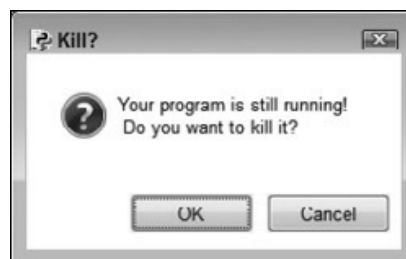 Kill?
Your program is still running!
Do you want to kill it?
OK
Cancel